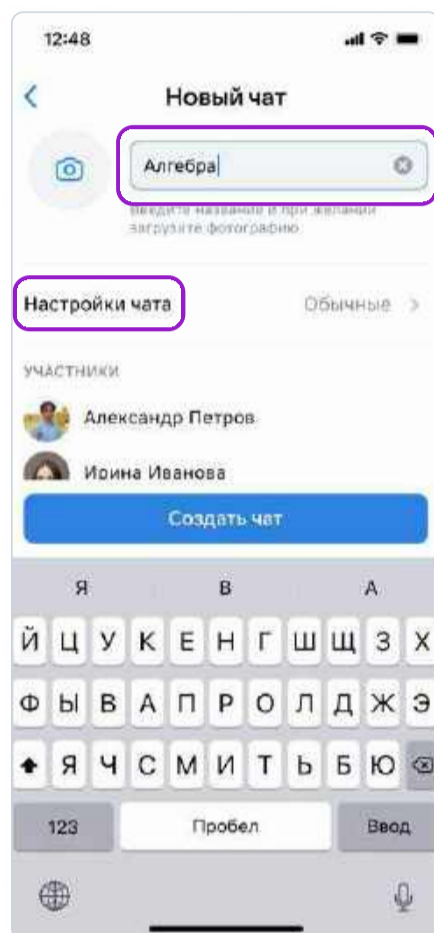 12:48
Новый чат
Алгебра
Введите название и при желании
загрузите фотографию
Настройки чата
Обычные
УЧАСТНИКИ
Александр Петров
Ирина Иванова
Создать чат
Я В А
Й Ц У К Е Н Г Ш Щ З Х
Ф Ы В А П Р О Л Д Ж Э
Я Ч С М И Т Ь Б Ю
123 Пробел Ввод